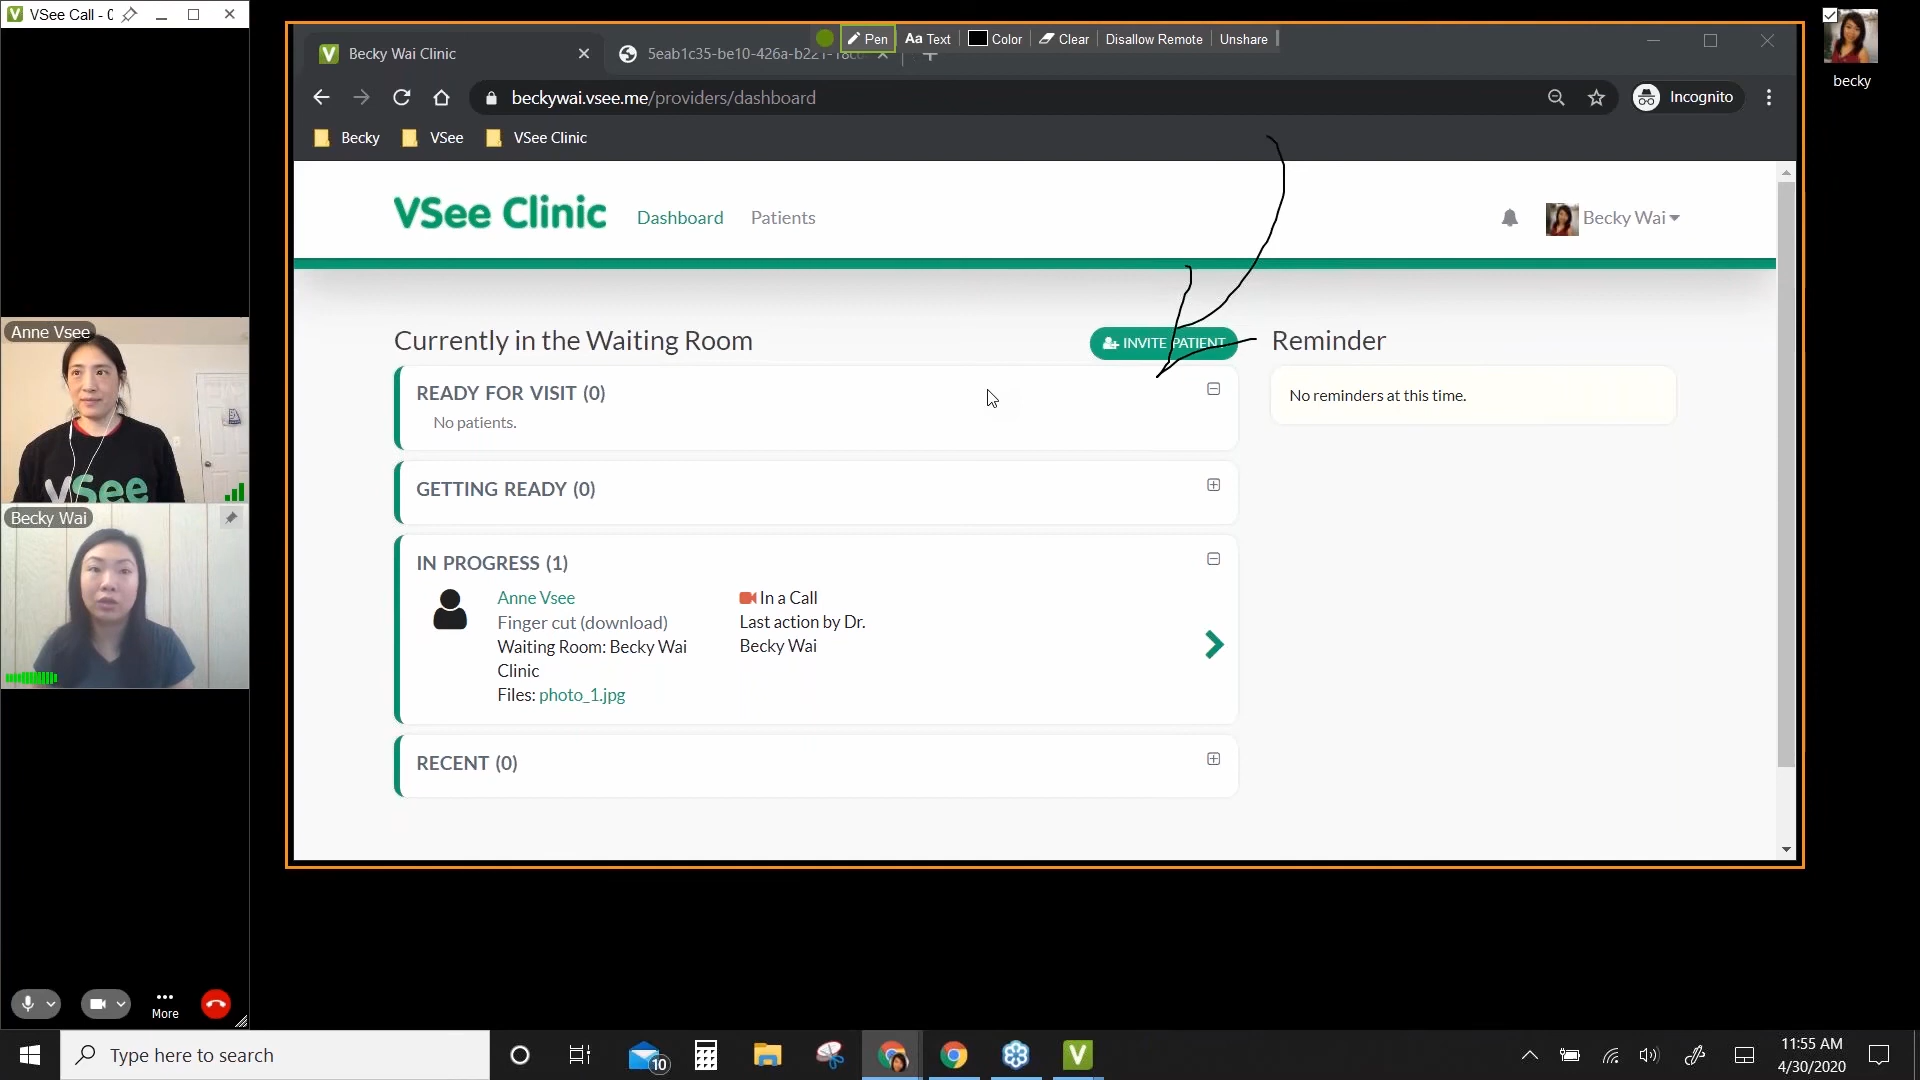 VSee Call - 0
Becky Wai Clinic
5eab1c35-be10-426a-b221-18cd
Pen
Aa Text
Color
Clear
Disallow Remote
Unshare
becky
beckywai.vsee.me/providers/dashboard
Incognito
Becky
VSee
VSee Clinic
VSee Clinic
Dashboard
Patients
Becky Wai
Anne Vsee
VSee
Becky Wai
Currently in the Waiting Room
INVITE PATIENT
Reminder
READY FOR VISIT (0)
No patients.
No reminders at this time.
GETTING READY (0)
IN PROGRESS (1)
Anne Vsee
Finger cut (download)
Waiting Room: Becky Wai
Clinic
Files: photo_1.jpg
In a Call
Last action by Dr.
Becky Wai
RECENT (0)
More
Type here to search
10
11:55 AM
4/30/2020